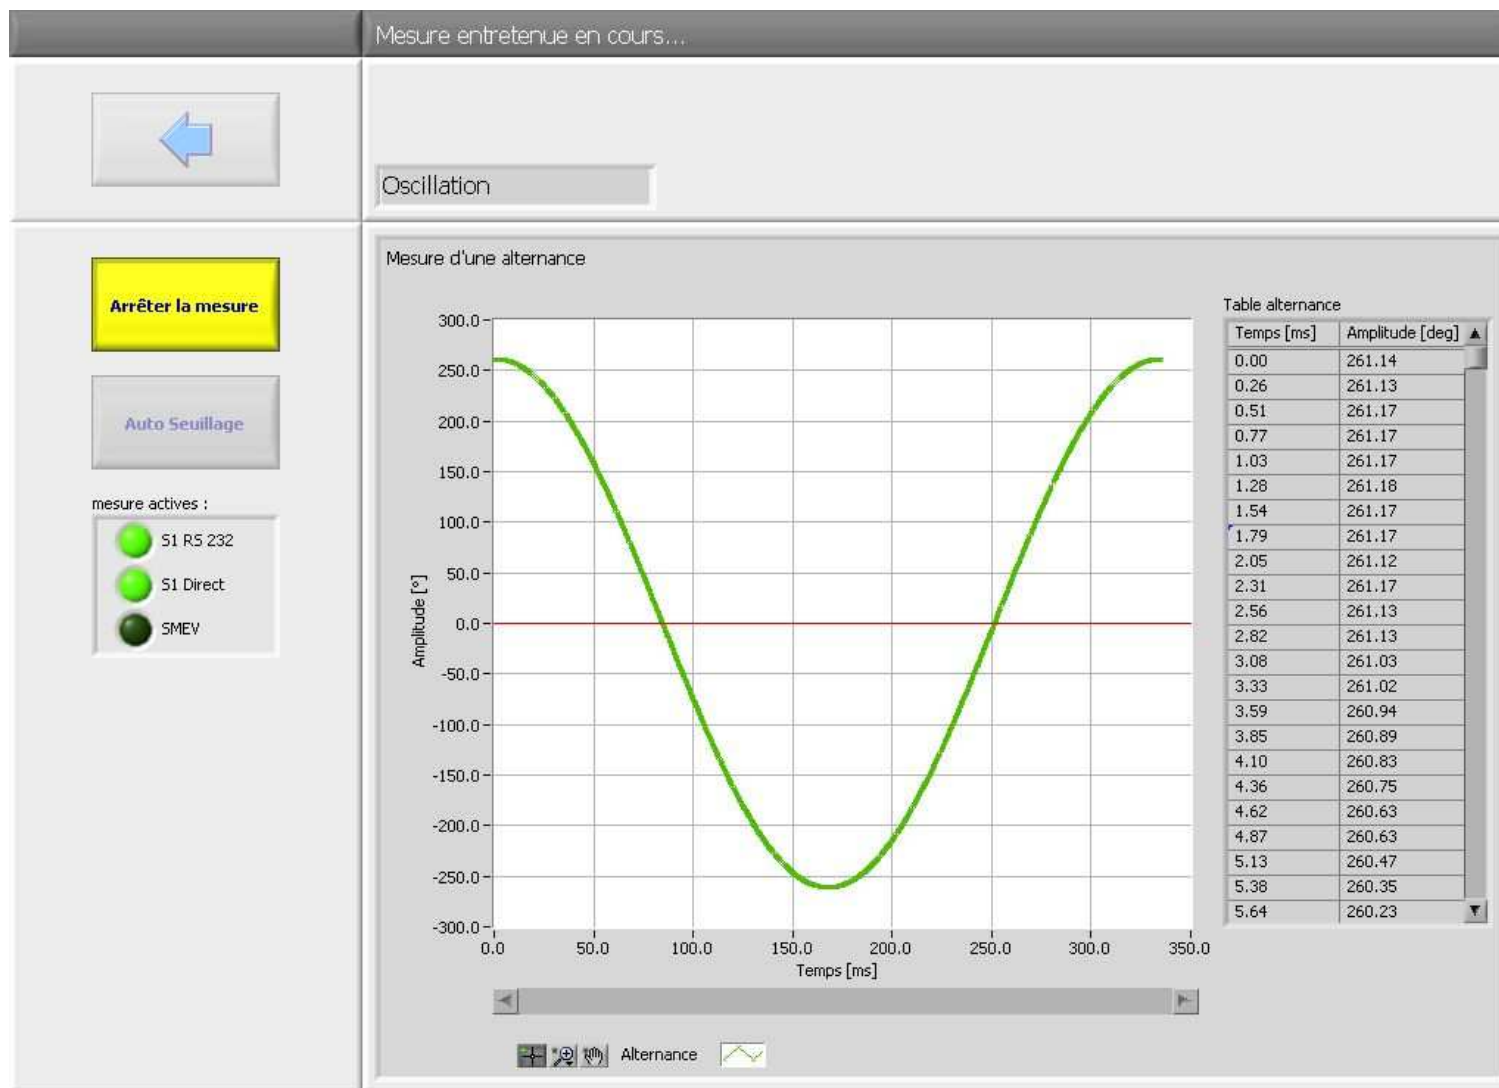 Mesure entretenue en cours...
Oscillation
Arrêter la mesure
Auto Seuillage
mesure actives :
S1 RS 232
S1 Direct
SMEV
Mesure d'une alternance
300.0
250.0
200.0
150.0
100.0
50.0
0.0
-50.0
-100.0
-150.0
-200.0
-250.0
-300.0
Amplitude [°]
0.0 50.0 100.0 150.0 200.0 250.0 300.0 350.0
Temps [ms]
Alternance
Table alternance
Temps [ms] Amplitude [deg]
0.00 261.14
0.26 261.13
0.51 261.17
0.77 261.17
1.03 261.17
1.28 261.18
1.54 261.17
1.79 261.17
2.05 261.12
2.31 261.17
2.56 261.13
2.82 261.13
3.08 261.03
3.33 261.02
3.59 260.94
3.85 260.89
4.10 260.83
4.36 260.75
4.62 260.63
4.87 260.63
5.13 260.47
5.38 260.35
5.64 260.23